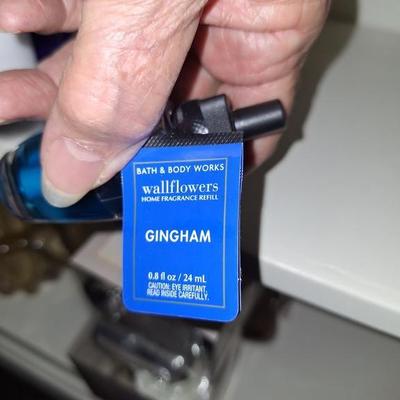 BATH & BODY WORKS
wallflowers
HOME FRAGRANCE REFILL
GINGHAM
0.8 fl oz / 24 mL
CAUTION: EYE IRRITANT.
READ INSIDE CAREFULLY.